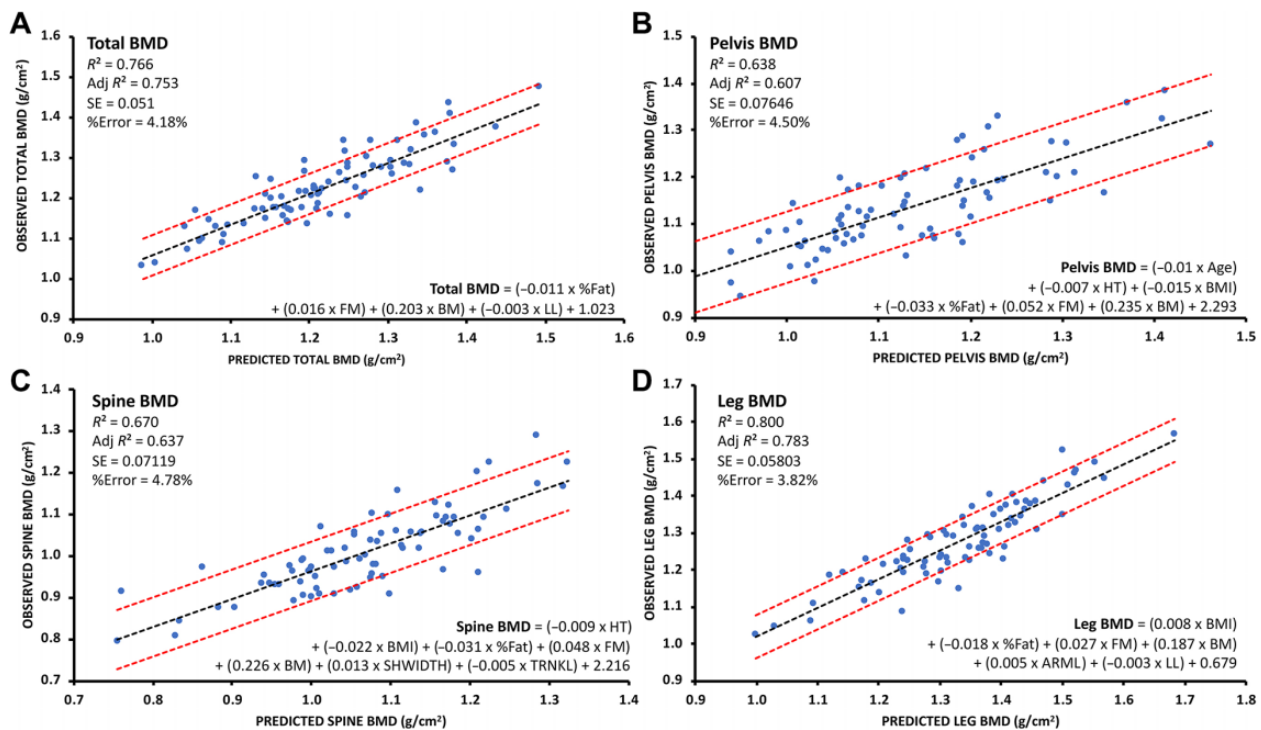 A
Total BMD
R² = 0.766
Adj R² = 0.753
SE = 0.051
%Error = 4.18%
OBSERVED TOTAL BMD (g/cm²)
1.6
1.5
1.4
1.3
1.2
1.1
1.0
0.9
Total BMD = (−0.011 x %Fat)
+ (0.016 x FM) + (0.203 x BM) + (−0.003 x LL) + 1.023
0.9 1.0 1.1 1.2 1.3 1.4 1.5 1.6
PREDICTED TOTAL BMD (g/cm²)
B
Pelvis BMD
R² = 0.638
Adj R² = 0.607
SE = 0.07646
%Error = 4.50%
OBSERVED PELVIS BMD (g/cm²)
1.5
1.4
1.3
1.2
1.1
1.0
0.9
Pelvis BMD = (−0.01 x Age)
+ (−0.007 x HT) + (−0.015 x BMI)
+ (−0.033 x %Fat) + (0.052 x FM) + (0.235 x BM) + 2.293
0.9 1.0 1.1 1.2 1.3 1.4 1.5
PREDICTED PELVIS BMD (g/cm²)
C
Spine BMD
R² = 0.670
Adj R² = 0.637
SE = 0.07119
%Error = 4.78%
OBSERVED SPINE BMD (g/cm²)
1.4
1.3
1.2
1.1
1.0
0.9
0.8
0.7
Spine BMD = (−0.009 x HT)
+ (−0.022 x BMI) + (−0.031 x %Fat) + (0.048 x FM)
+ (0.226 x BM) + (0.013 x SHWIDTH) + (−0.005 x TRNKL) + 2.216
0.7 0.8 0.9 1.0 1.1 1.2 1.3 1.4
PREDICTED SPINE BMD (g/cm²)
D
Leg BMD
R² = 0.800
Adj R² = 0.783
SE = 0.05803
%Error = 3.82%
OBSERVED LEG BMD (g/cm²)
1.7
1.6
1.5
1.4
1.3
1.2
1.1
1.0
0.9
Leg BMD = (0.008 x BMI)
+ (−0.018 x %Fat) + (0.027 x FM) + (0.187 x BM)
+ (0.005 x ARML) + (−0.003 x LL) + 0.679
0.9 1.0 1.1 1.2 1.3 1.4 1.5 1.6 1.7 1.8
PREDICTED LEG BMD (g/cm²)